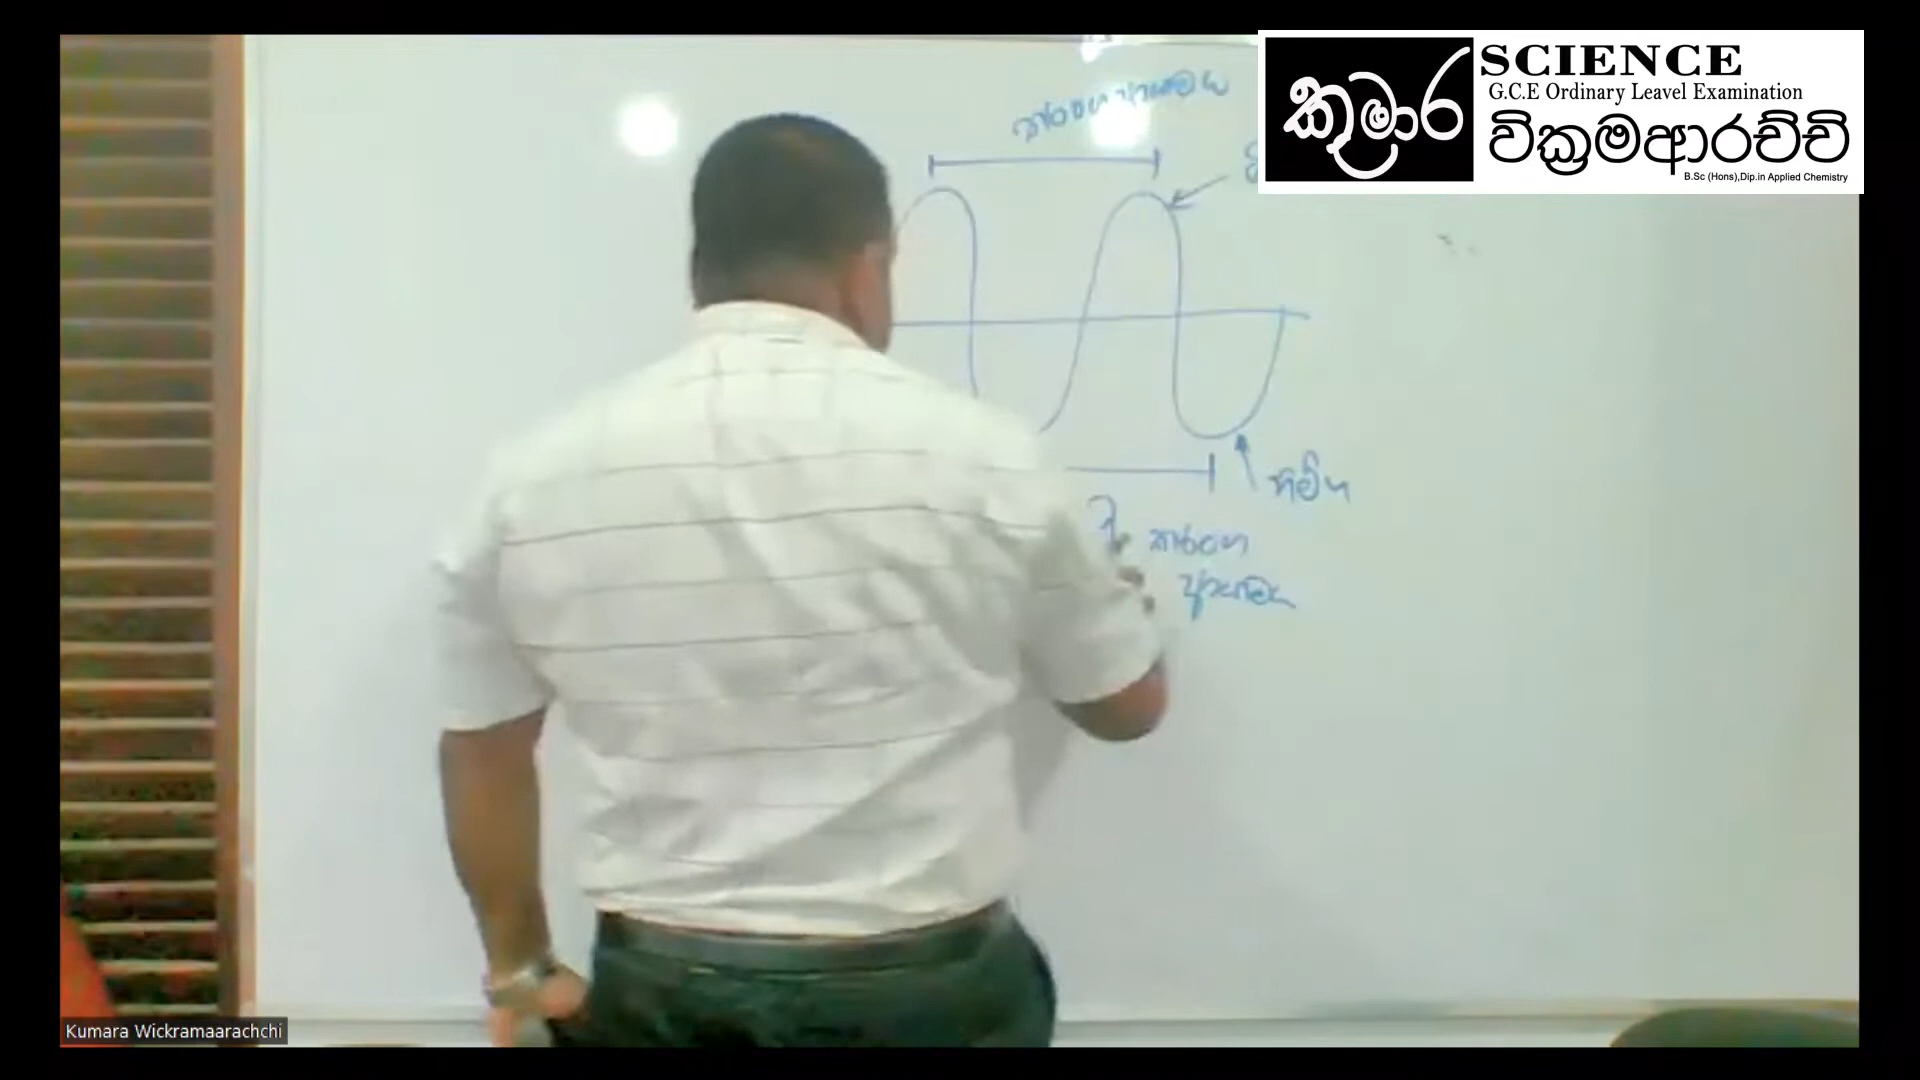 තරංග ආයාමය
කුමාර
SCIENCE
G.C.E Ordinary Leavel Examination
වික්‍රමආරච්චි
B.Sc (Hons),Dip.in Applied Chemistry
නිම්න
තරංග
ආයාමය
Kumara Wickramaarachchi